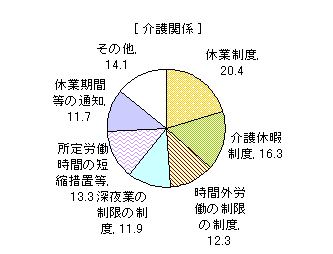 [ 介護関係 ]
その他,
14.1
休業制度,
20.4
休業期間
等の通知,
11.7
介護休暇
制度, 16.3
所定労働
時間の短
縮措置等,
13.3
深夜業の
制限の制
度, 11.9
時間外労
働の制限
の制度,
12.3